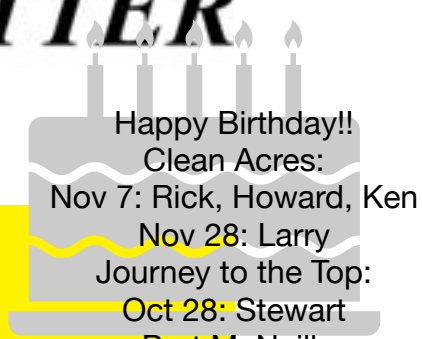 TTER
Happy Birthday!!
Clean Acres:
Nov 7: Rick, Howard, Ken
Nov 28: Larry
Journey to the Top:
Oct 28: Stewart